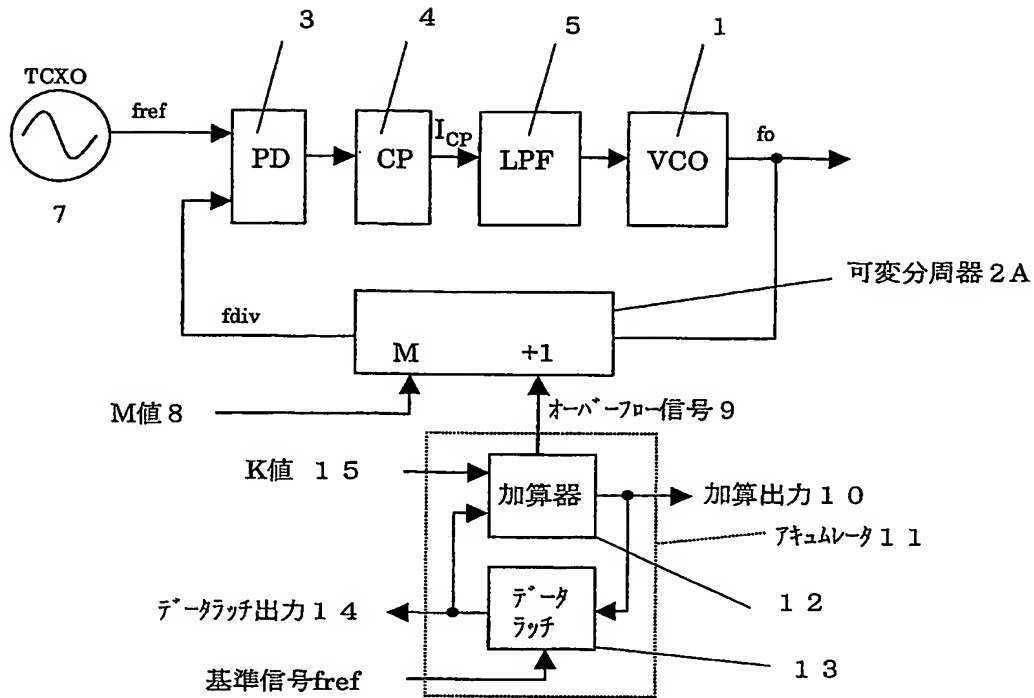 3
4
5
1
TCXO
fref
PD
CP
I_CP
LPF
VCO
fo
7
可変分周器2A
fdiv
M
+1
M値8
オーバーフロー信号9
K値 15
加算器
加算出力10
アキュムレータ11
データラッチ出力14
データ
ラッチ
12
基準信号fref
13